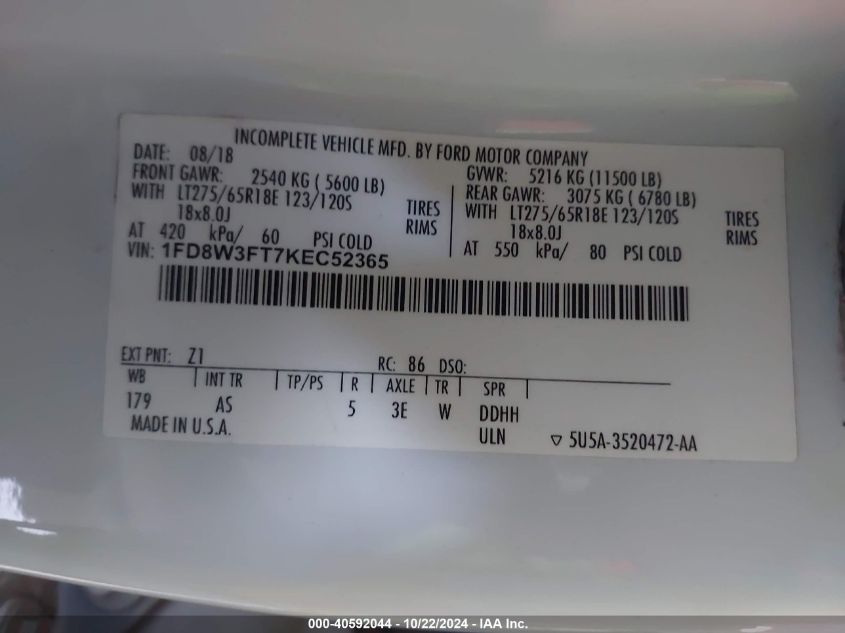 INCOMPLETE VEHICLE MFD. BY FORD MOTOR COMPANY
DATE: 08/18 GVWR: 5216 KG (11500 LB)
FRONT GAWR: 2540 KG ( 5600 LB) REAR GAWR: 3075 KG ( 6780 LB)
WITH LT275/65R18E 123/120S TIRES WITH LT275/65R18E 123/120S TIRES
18x8.0J RIMS 18x8.0J RIMS
AT 420 kPa/ 60 PSI COLD AT 550 kPa/ 80 PSI COLD
VIN: 1FD8W3FT7KEC52365
EXT PNT: Z1 RC: 86 DSO:
WB | INT TR | TP/PS | R | AXLE | TR | SPR |
179 AS 5 3E W DDHH
MADE IN U.S.A. ULN ▽ 5U5A-3520472-AA
000-40592044 - 10/22/2024 - IAA Inc.